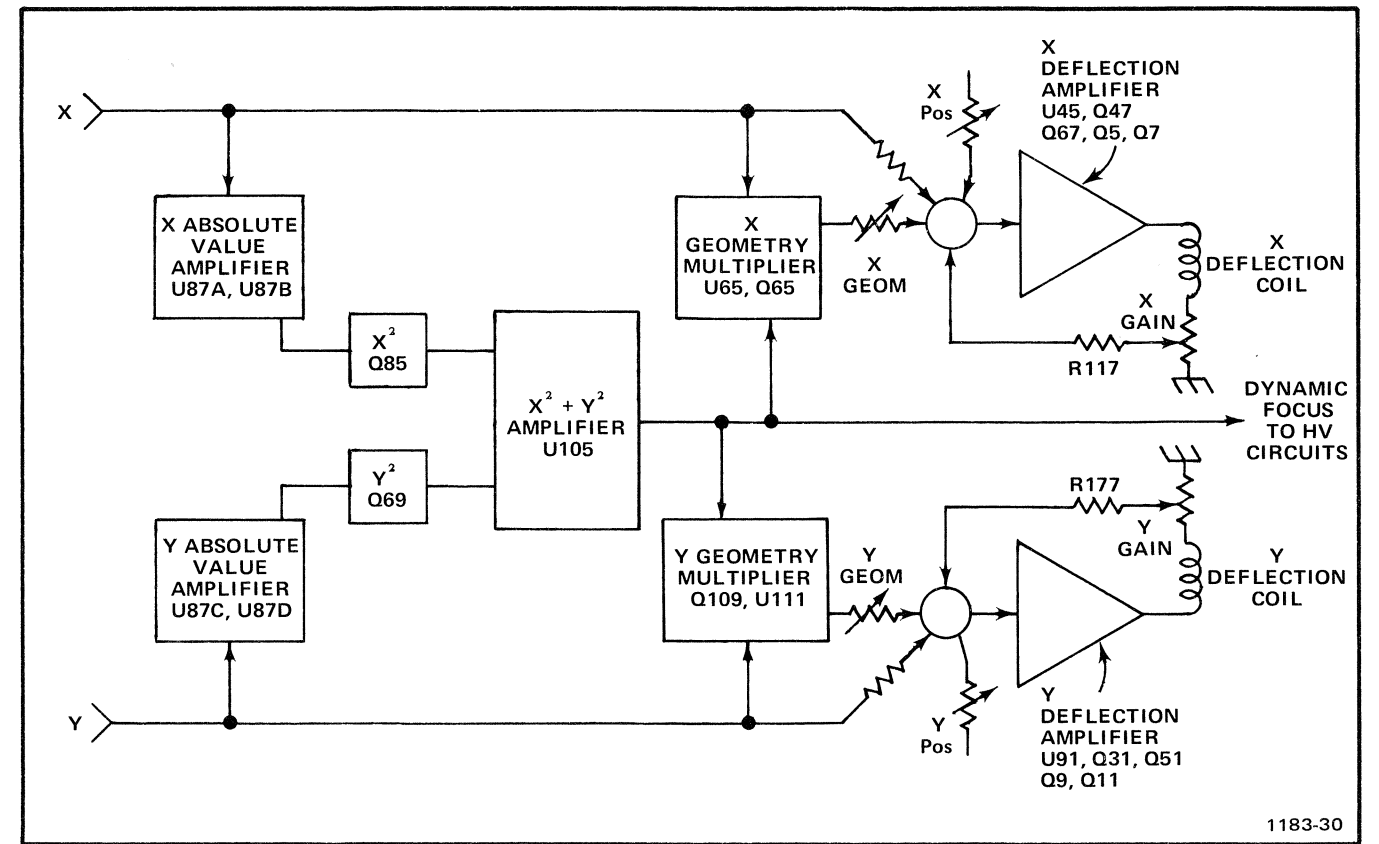 X
X
DEFLECTION
AMPLIFIER
U45, Q47
Q67, Q5, Q7
X
Pos
X ABSOLUTE
VALUE
AMPLIFIER
U87A, U87B
X
GEOMETRY
MULTIPLIER
U65, Q65
X
GEOM
X
DEFLECTION
COIL
X
GAIN
R117
X²
Q85
X² + Y²
AMPLIFIER
U105
DYNAMIC
FOCUS
TO HV
CIRCUITS
Y²
Q69
R177
Y
GAIN
Y ABSOLUTE
VALUE
AMPLIFIER
U87C, U87D
Y GEOMETRY
MULTIPLIER
Q109, U111
Y
GEOM
Y
DEFLECTION
COIL
Y
Y
Pos
Y
DEFLECTION
AMPLIFIER
U91, Q31, Q51
Q9, Q11
1183-30